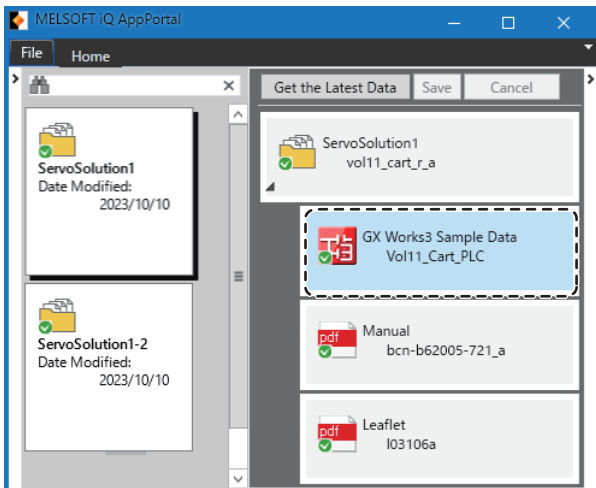 MELSOFT iQ AppPortal
File
Home
Get the Latest Data
Save
Cancel
ServoSolution1
Date Modified:
2023/10/10
ServoSolution1-2
Date Modified:
2023/10/10
ServoSolution1
vol11_cart_r_a
GX Works3 Sample Data
Vol11_Cart_PLC
pdf
Manual
bcn-b62005-721_a
pdf
Leaflet
l03106a